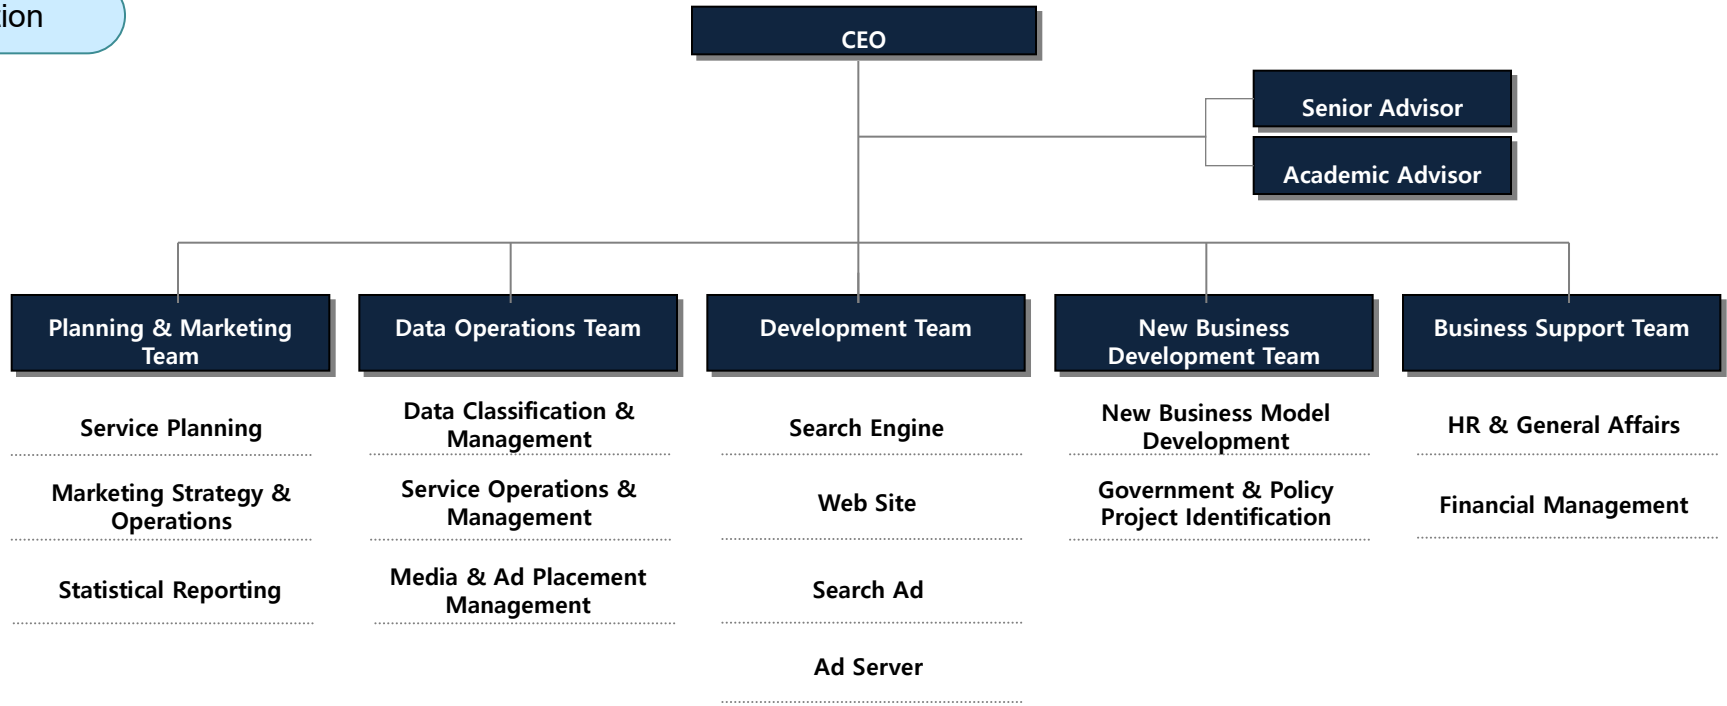 CEO
Senior Advisor
Academic Advisor
Planning & Marketing
Team
Data Operations Team
Development Team
New Business
Development Team
Business Support Team
Service Planning
Marketing Strategy &
Operations
Statistical Reporting
Data Classification &
Management
Service Operations &
Management
Media & Ad Placement
Management
Search Engine
Web Site
Search Ad
Ad Server
New Business Model
Development
Government & Policy
Project Identification
HR & General Affairs
Financial Management